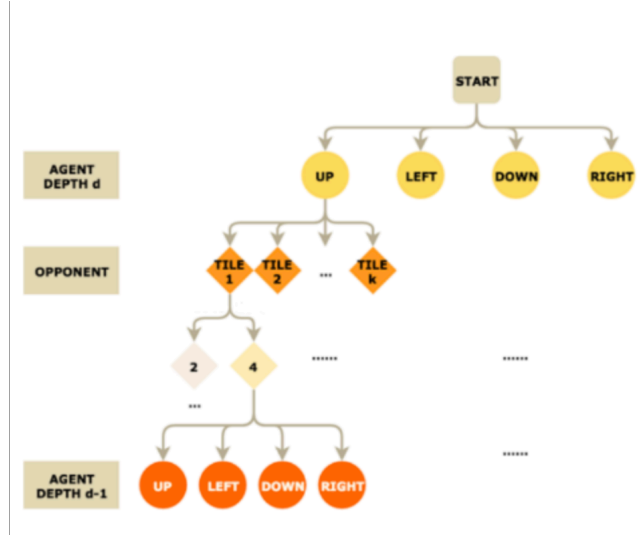 START
AGENT
DEPTH d
UP
LEFT
DOWN
RIGHT
OPPONENT
TILE
1
TILE
2
...
TILE
k
2
4
......
......
...
......
AGENT
DEPTH d-1
UP
LEFT
DOWN
RIGHT